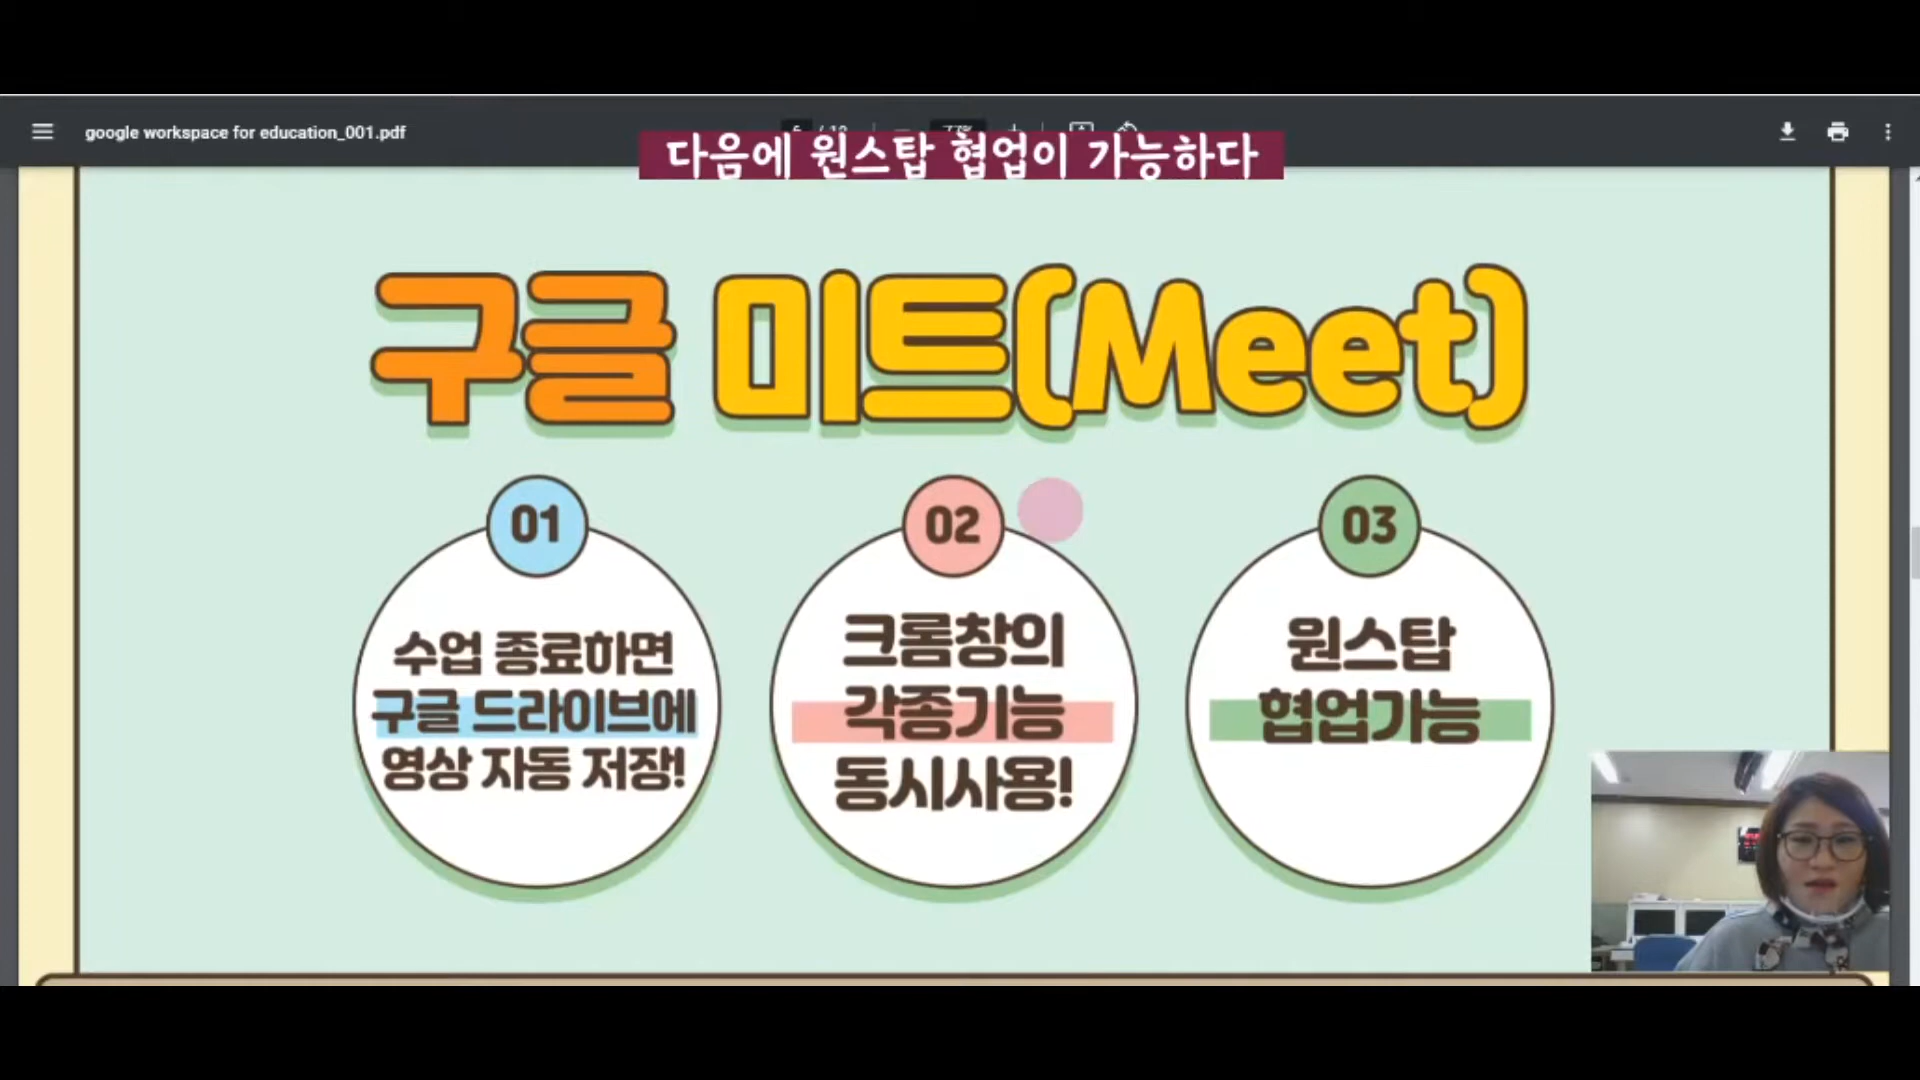 google workspace for education_001.pdf
다음에 원스탑 협업이 가능하다
구글 미트(Meet)
01
수업 종료하면
구글 드라이브에
영상 자동 저장!
02
크롬창의
각종기능
동시사용!
03
원스탑
협업가능